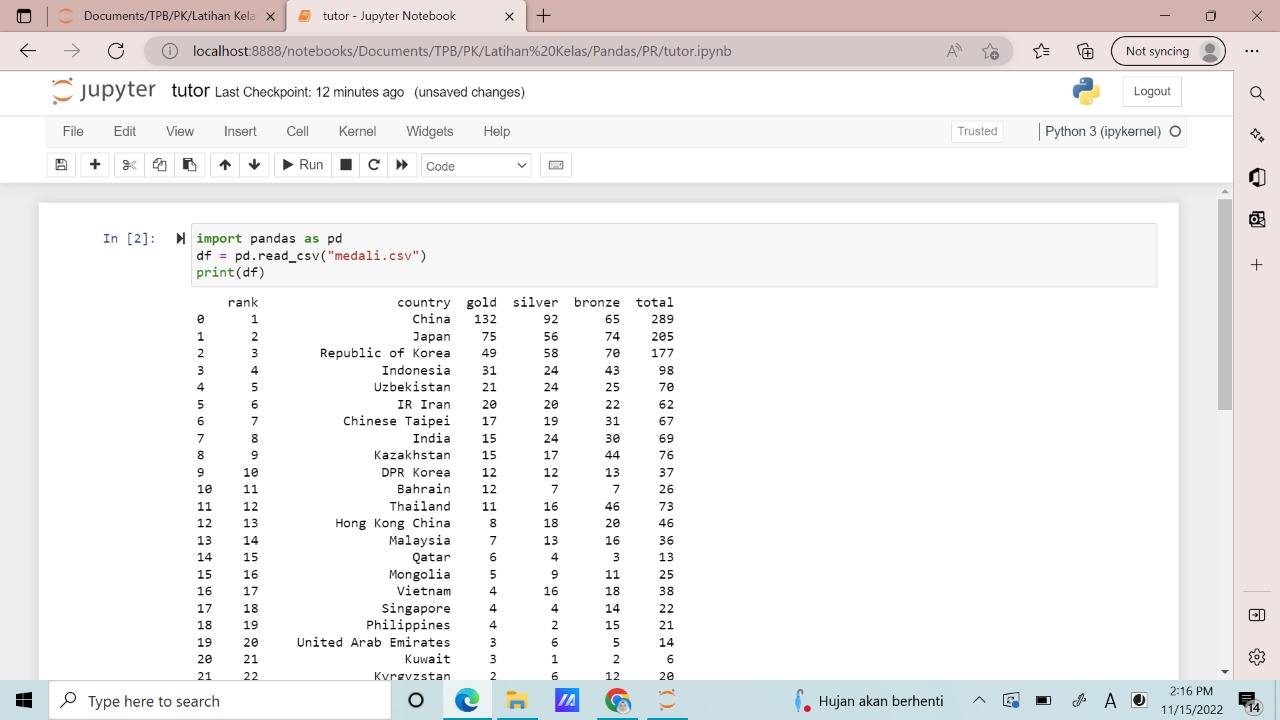 Documents/TPB/PK/Latihan Kela
tutor - Jupyter Notebook
localhost:8888/notebooks/Documents/TPB/PK/Latihan%20Kelas/Pandas/PR/tutor.ipynb
Not syncing
jupyter tutor Last Checkpoint: 12 minutes ago (unsaved changes)
Logout
File Edit View Insert Cell Kernel Widgets Help
Trusted
Python 3 (ipykernel)
Run
Code
In [2]:
import pandas as pd
df = pd.read_csv("medali.csv")
print(df)
rank country gold silver bronze total
0 1 China 132 92 65 289
1 2 Japan 75 56 74 205
2 3 Republic of Korea 49 58 70 177
3 4 Indonesia 31 24 43 98
4 5 Uzbekistan 21 24 25 70
5 6 IR Iran 20 20 22 62
6 7 Chinese Taipei 17 19 31 67
7 8 India 15 24 30 69
8 9 Kazakhstan 15 17 44 76
9 10 DPR Korea 12 12 13 37
10 11 Bahrain 12 7 7 26
11 12 Thailand 11 16 46 73
12 13 Hong Kong China 8 18 20 46
13 14 Malaysia 7 13 16 36
14 15 Qatar 6 4 3 13
15 16 Mongolia 5 9 11 25
16 17 Vietnam 4 16 18 38
17 18 Singapore 4 4 14 22
18 19 Philippines 4 2 15 21
19 20 United Arab Emirates 3 6 5 14
20 21 Kuwait 3 1 2 6
21 22 Kyrgyzstan 2 6 12 20
Type here to search
Hujan akan berhenti
A
2:16 PM
11/15/2022
14